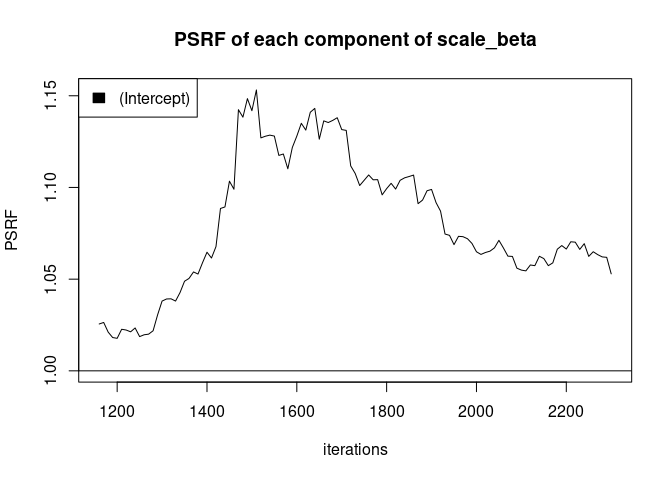 PSRF of each component of scale_beta
(Intercept)
PSRF
1.15
1.10
1.05
1.00
1200 1400 1600 1800 2000 2200
iterations